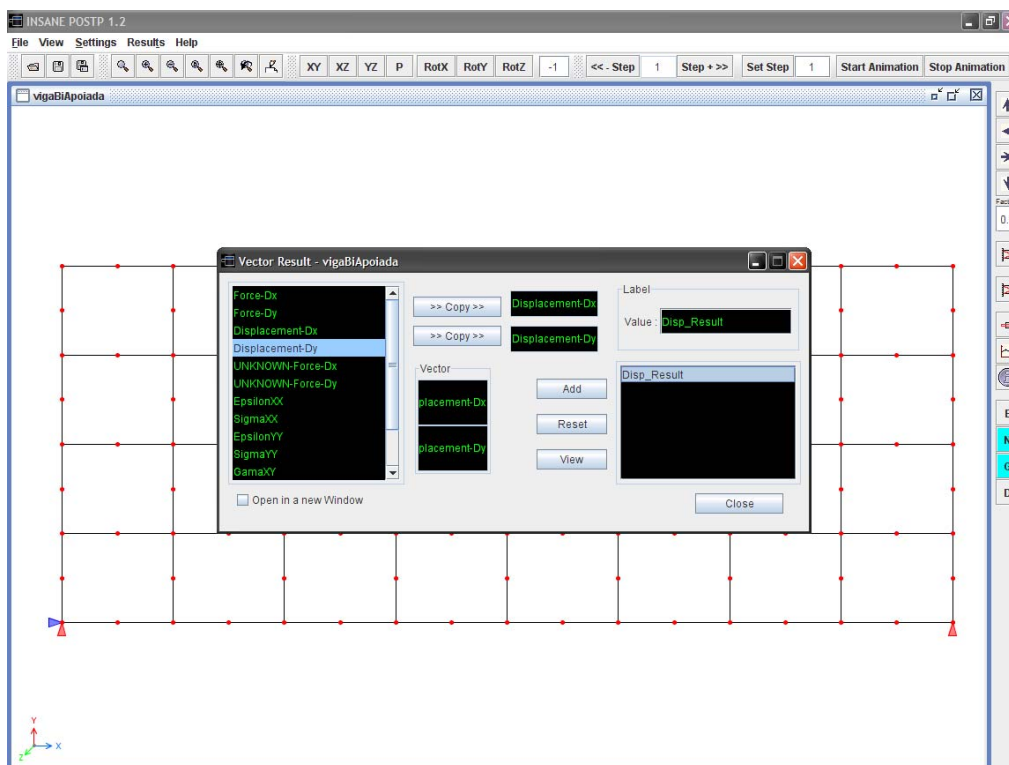 INSANE POSTP 1.2
File View Settings Results Help
XY XZ YZ P RotX RotY RotZ -1 << - Step 1 Step + >> Set Step 1 Start Animation Stop Animation
vigaBiApoiada
Vector Result - vigaBiApoiada
Force-Dx
Force-Dy
Displacement-Dx
Displacement-Dy
UNKNOWN-Force-Dx
UNKNOWN-Force-Dy
EpsilonXX
SigmaXX
EpsilonYY
SigmaYY
GamaXY
Open in a new Window
>> Copy >> Displacement-Dx
>> Copy >> Displacement-Dy
Vector
placement-Dx
placement-Dy
Add
Reset
View
Label
Value : Disp_Result
Disp_Result
Close
0.
Y
X
Z